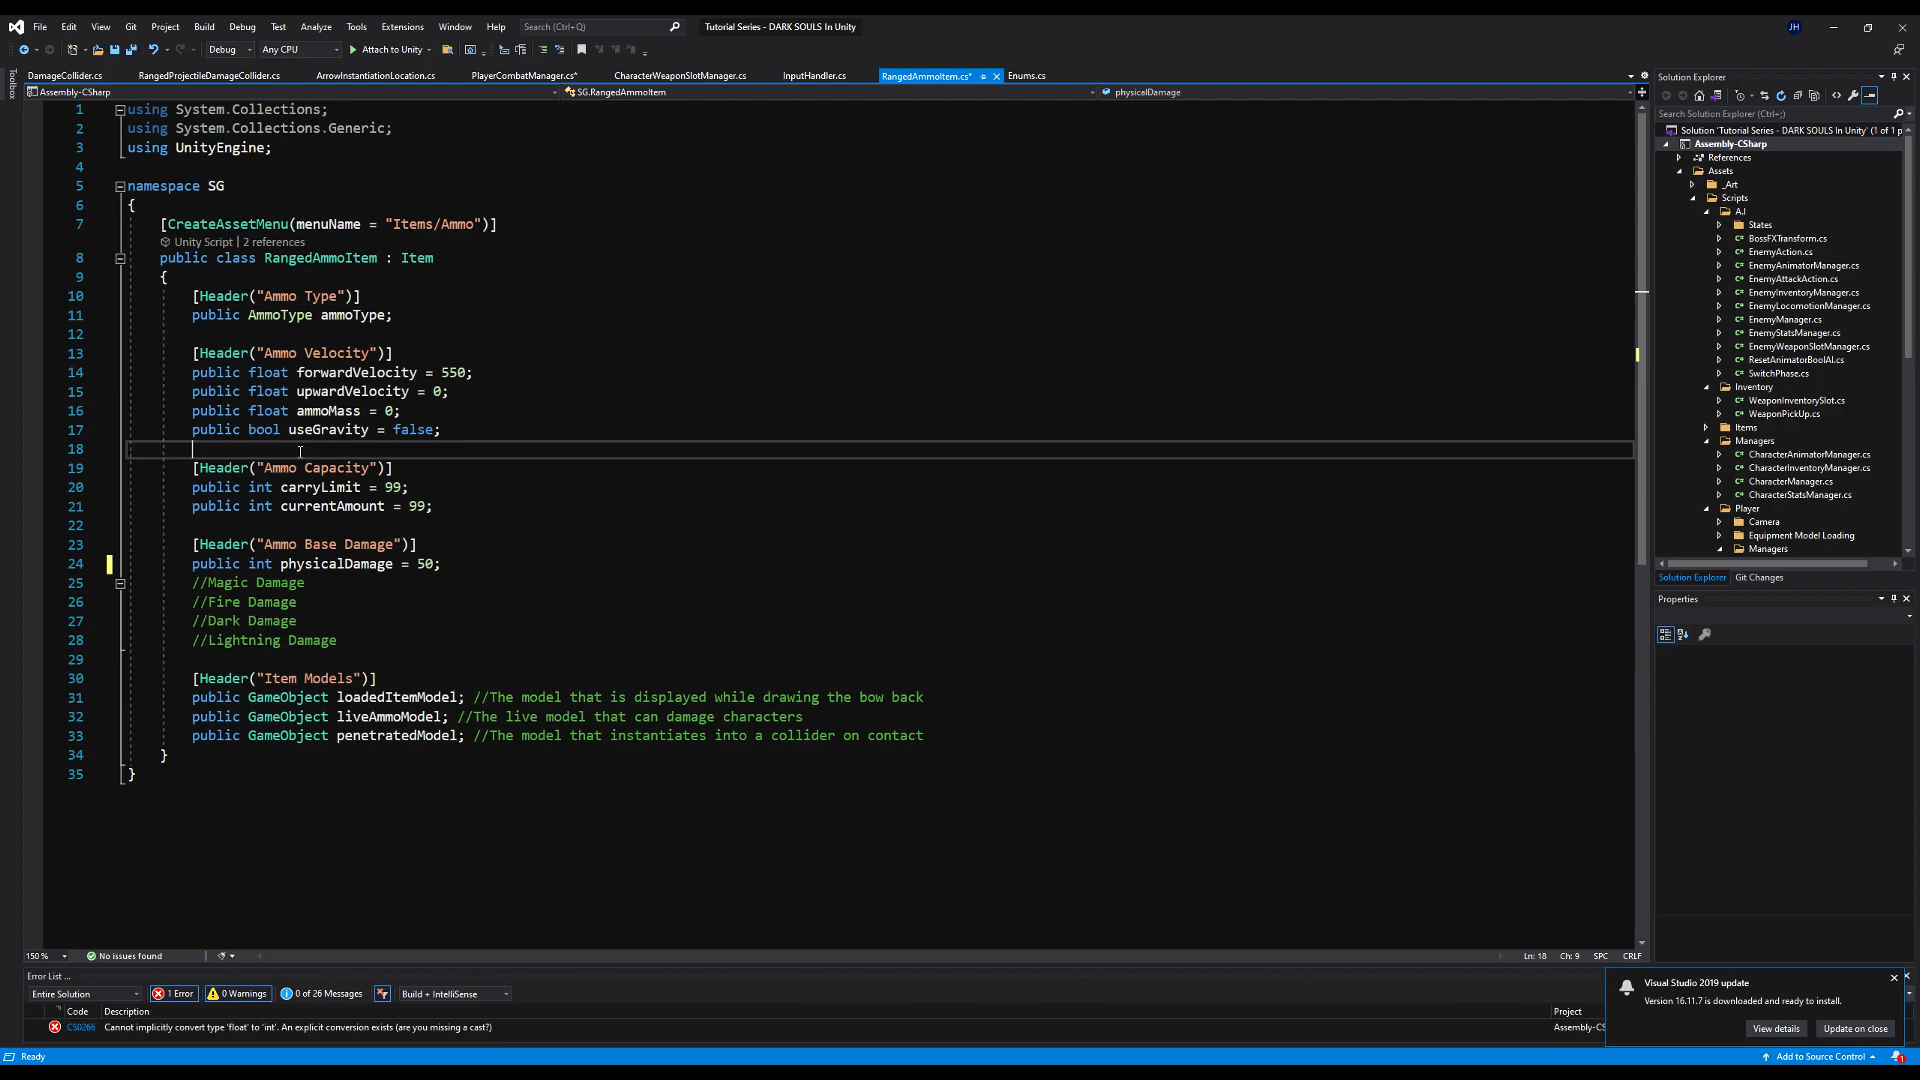 File Edit View Git Project Build Debug Test Analyze Tools Extensions Window Help Search (Ctrl+Q) Tutorial Series - DARK SOULS In Unity JH
Debug Any CPU Attach to Unity
Toolbox
DamageCollider.cs RangedProjectileDamageCollider.cs ArrowInstantiationLocation.cs PlayerCombatManager.cs* CharacterWeaponSlotManager.cs InputHandler.cs RangedAmmoItem.cs* Enums.cs
Assembly-CSharp SG.RangedAmmoItem physicalDamage
1 using System.Collections;
2 using System.Collections.Generic;
3 using UnityEngine;
4
5 namespace SG
6 {
7 [CreateAssetMenu(menuName = "Items/Ammo")]
Unity Script | 2 references
8 public class RangedAmmoItem : Item
9 {
10 [Header("Ammo Type")]
11 public AmmoType ammoType;
12
13 [Header("Ammo Velocity")]
14 public float forwardVelocity = 550;
15 public float upwardVelocity = 0;
16 public float ammoMass = 0;
17 public bool useGravity = false;
18
19 [Header("Ammo Capacity")]
20 public int carryLimit = 99;
21 public int currentAmount = 99;
22
23 [Header("Ammo Base Damage")]
24 public int physicalDamage = 50;
25 //Magic Damage
26 //Fire Damage
27 //Dark Damage
28 //Lightning Damage
29
30 [Header("Item Models")]
31 public GameObject loadedItemModel; //The model that is displayed while drawing the bow back
32 public GameObject liveAmmoModel; //The live model that can damage characters
33 public GameObject penetratedModel; //The model that instantiates into a collider on contact
34 }
35 }
150 % No issues found Ln: 18 Ch: 9 SPC CRLF
Solution Explorer
Search Solution Explorer (Ctrl+;)
Solution 'Tutorial Series - DARK SOULS In Unity' (1 of 1 p
Assembly-CSharp
References
Assets
_Art
Scripts
A.I
States
BossFXTransform.cs
EnemyAction.cs
EnemyAnimatorManager.cs
EnemyAttackAction.cs
EnemyInventoryManager.cs
EnemyLocomotionManager.cs
EnemyManager.cs
EnemyStatsManager.cs
EnemyWeaponSlotManager.cs
ResetAnimatorBoolAI.cs
SwitchPhase.cs
Inventory
WeaponInventorySlot.cs
WeaponPickUp.cs
Items
Managers
CharacterAnimatorManager.cs
CharacterInventoryManager.cs
CharacterManager.cs
CharacterStatsManager.cs
Player
Camera
Equipment Model Loading
Managers
Solution Explorer Git Changes
Properties
Error List ...
Entire Solution 1 Error 0 Warnings 0 of 26 Messages Build + IntelliSense
Code Description Project
CS0266 Cannot implicitly convert type 'float' to 'int'. An explicit conversion exists (are you missing a cast?) Assembly-CS
Visual Studio 2019 update
Version 16.11.7 is downloaded and ready to install.
View details Update on close
Ready Add to Source Control 1